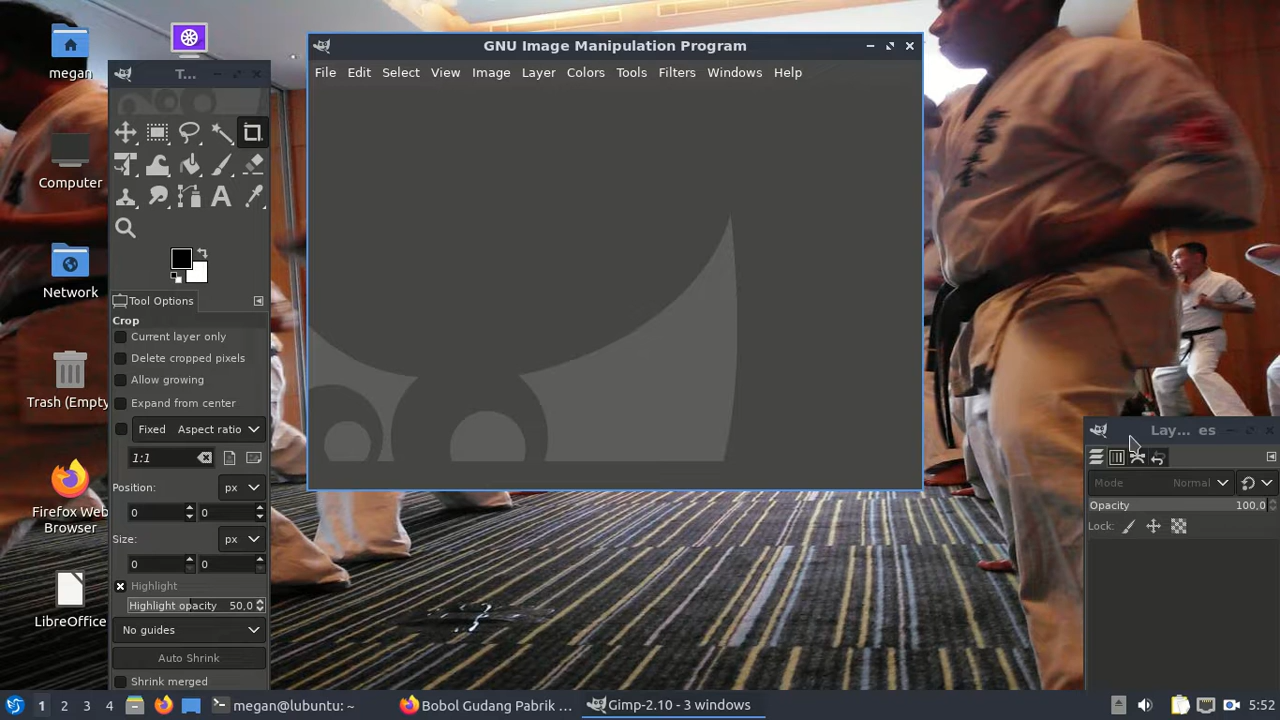 megan
Computer
Network
Trash (Empty
Firefox Web
Browser
LibreOffice
T...
Tool Options
Crop
Current layer only
Delete cropped pixels
Allow growing
Expand from center
Fixed Aspect ratio
1:1
Position:
px
0
0
Size:
px
0
0
Highlight
Highlight opacity 50,0
No guides
Auto Shrink
Shrink merged
GNU Image Manipulation Program
File Edit Select View Image Layer Colors Tools Filters Windows Help
Lay... es
Mode Normal
Opacity 100,0
Lock:
1 2 3 4
megan@lubuntu: ~
Bobol Gudang Pabrik ...
Gimp-2.10 - 3 windows
5:52